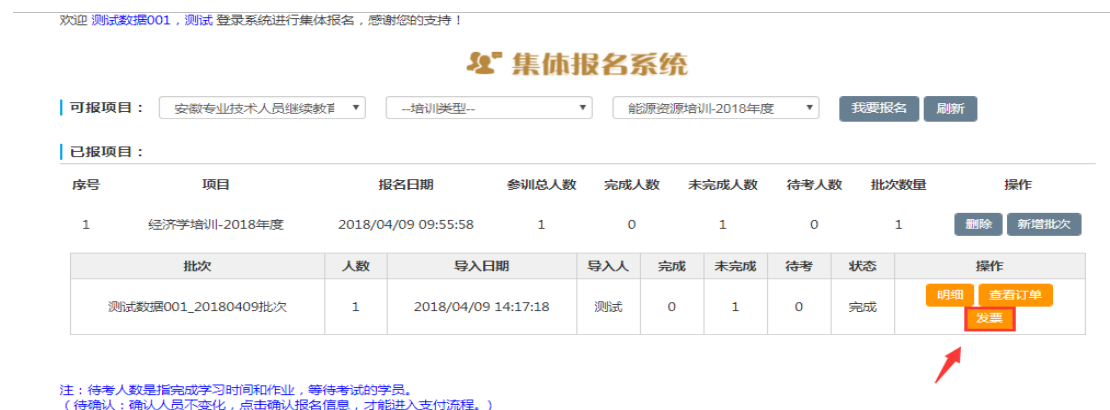 欢迎 测试数据001，测试 登录系统进行集体报名，感谢您的支持！
集体报名系统
可报项目： 安徽专业技术人员继续教育 --培训类型-- 能源资源培训-2018年度 我要报名 刷新
已报项目：
序号 项目 报名日期 参训总人数 完成人数 未完成人数 待考人数 批次数量 操作
1 经济学培训-2018年度 2018/04/09 09:55:58 1 0 1 0 1 删除 新增批次
批次 人数 导入日期 导入人 完成 未完成 待考 状态 操作
测试数据001_20180409批次 1 2018/04/09 14:17:18 测试 0 1 0 完成 明细 查看订单
发票
注：待考人数是指完成学习时间和作业，等待考试的学员。
（待确认：确认人员不变化，点击确认报名信息，才能进入支付流程。）